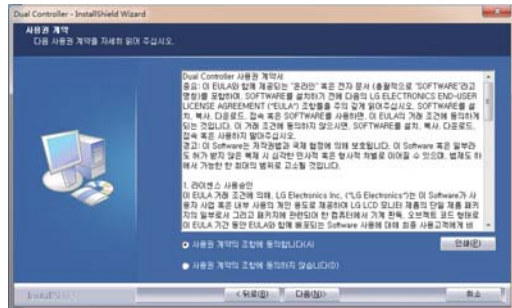 Dual Controller - InstallShield Wizard
사용권 계약
다음 사용권 계약을 자세히 읽어 주십시오.
Dual Controller 사용권 계약서
중요: 이 EULA와 함께 제공되는 "온라인" 혹은 전자 문서 (총괄적으로 "SOFTWARE"라고
명칭)를 포함하여, SOFTWARE를 설치하기 전에 다음의 LG ELECTRONICS END-USER
LICENSE AGREEMENT ("EULA") 조항들을 주의 깊게 읽어주십시오. SOFTWARE를 설
치, 복사, 다운로드, 접속 혹은 SOFTWARE를 사용하면, 이 EULA의 거래 조건에 동의하게
되는 것입니다. 이 거래 조건에 동의하지 않으시면, SOFTWARE를 설치, 복사, 다운로드,
접속 혹은 사용하지 말아주십시오.
경고: 이 Software는 저작권법과 국제 협정에 의해 보호됩니다. 이 Software 혹은 일부라
도 허가 받지 않은 복제 시 심각한 민사적 혹은 형사적 처벌로 이어질 수 있으며, 법제도 하
에서 가능한 한 최대의 범위로 고소될 것입니다.
1. 라이센스 사용승인
이 EULA 거래 조건에 의해, LG Electronics Inc, ("LG Electronics")는 이 Software가 사
용자 사업 혹은 내부 사용의 개인 용도로 제공하여 LG LCD 모니터 제품의 단일 제품 패키
지의 일부로서 그리고 패키지에 관련되어 한 컴퓨터에서 기계 판독, 오브젝트 코드 형태로
이 EULA 기간 동안 EULA와 함께 배포되는 Software 사용에 대해 최종 사용고객에게 비
사용권 계약의 조항에 동의합니다(A)
인쇄(P)
사용권 계약의 조항에 동의하지 않습니다(D)
InstallShield
< 뒤로(B)
다음(N)>
취소